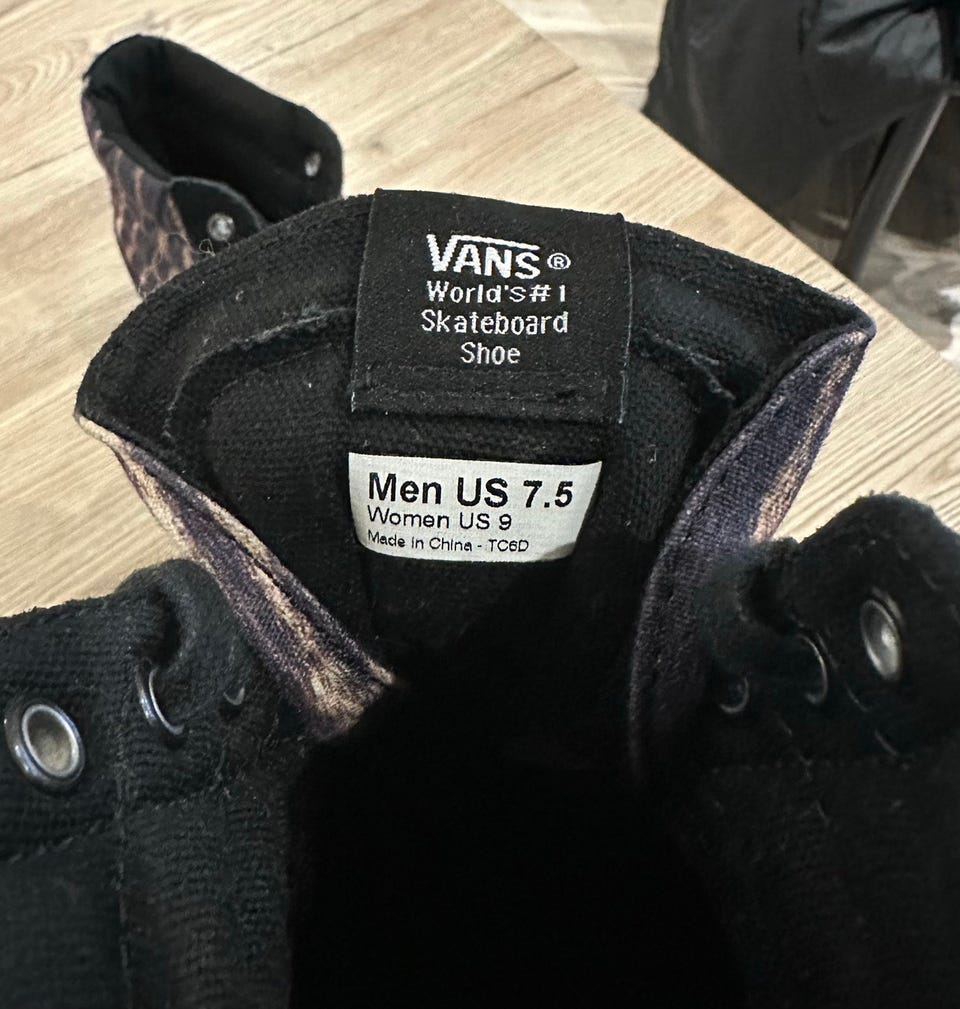 VANS®
World's#1
Skateboard
Shoe
Men US 7.5
Women US 9
Made in China - TC6D